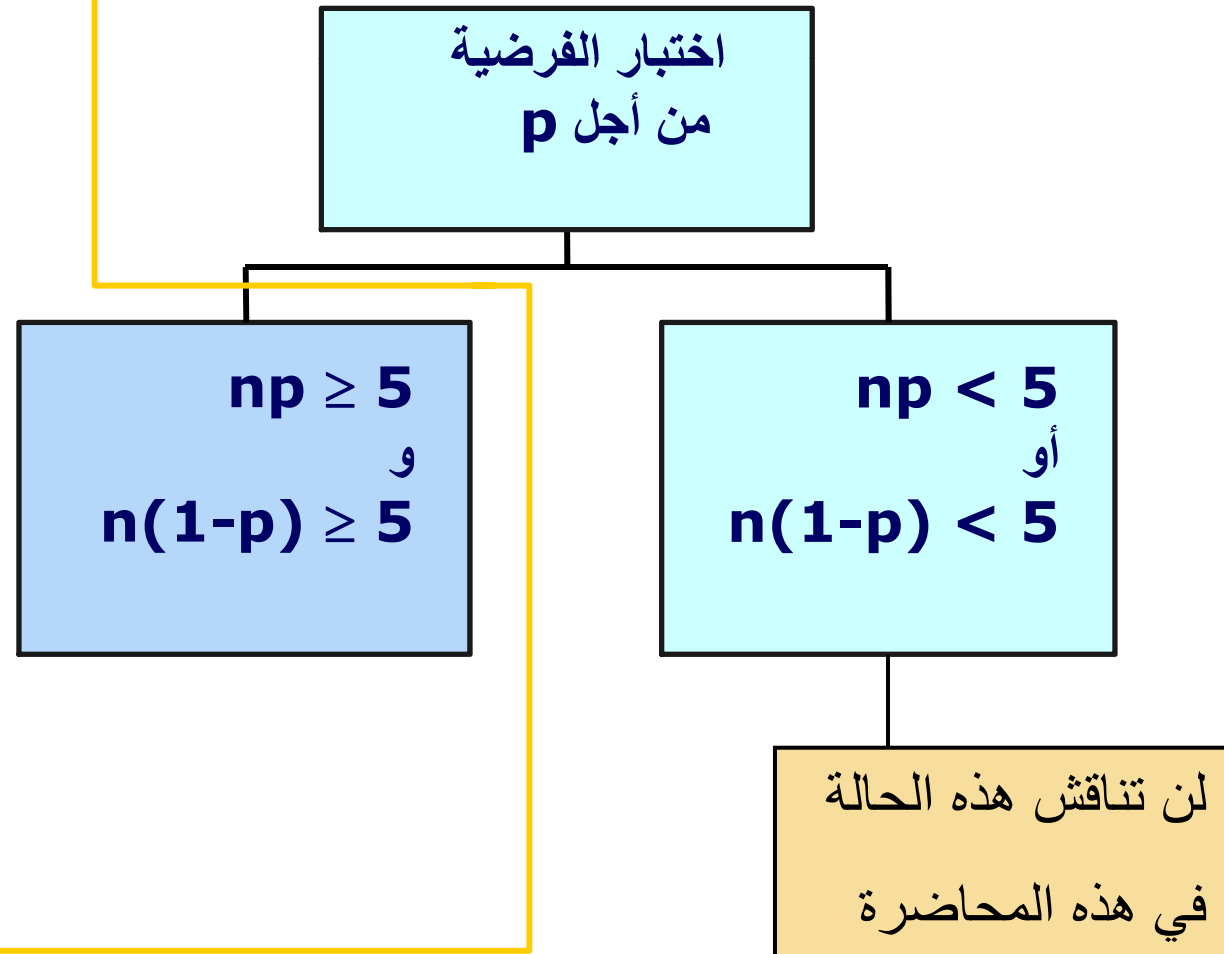 اختبار الفرضية
من أجل p
np ≥ 5
و
n(1-p) ≥ 5
np < 5
أو
n(1-p) < 5
لن تناقش هذه الحالة
في هذه المحاضرة